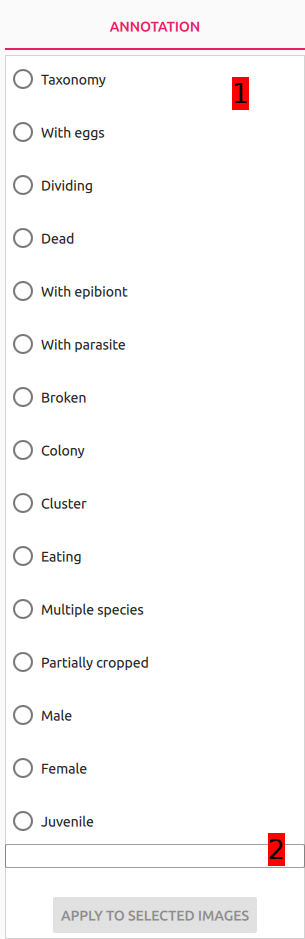 ANNOTATION
Taxonomy
1
With eggs
Dividing
Dead
With epibiont
With parasite
Broken
Colony
Cluster
Eating
Multiple species
Partially cropped
Male
Female
Juvenile
2
APPLY TO SELECTED IMAGES